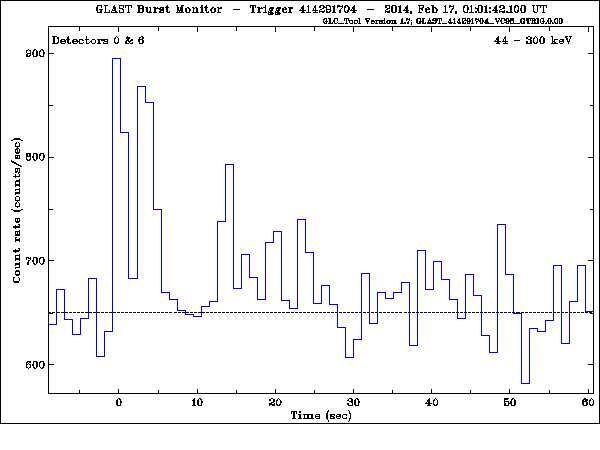 GLAST Burst Monitor - Trigger 414291704 - 2014, Feb 17, 01:01:42.100 UT
GLC_Tool Version 1.7; GLAST_414291704_VC98_GTRIG.0.00
Detectors 0 & 6 44 - 300 keV
900
800
700
600
Count rate (counts/sec)
0 10 20 30 40 50 60
Time (sec)